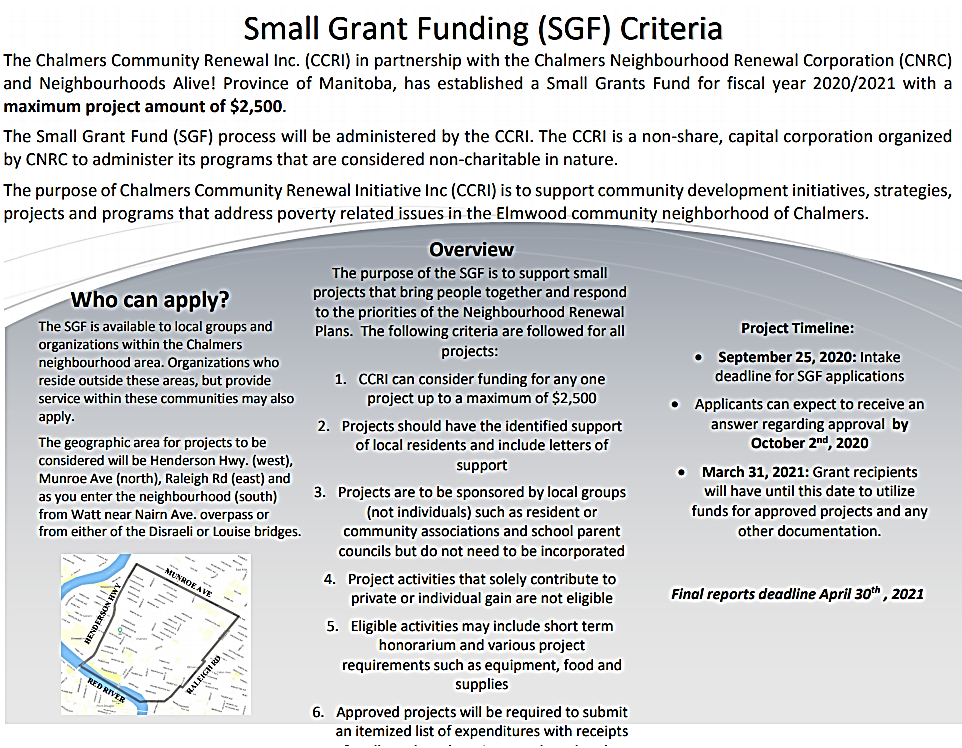 Small Grant Funding (SGF) Criteria
The Chalmers Community Renewal Inc. (CCRI) in partnership with the Chalmers Neighbourhood Renewal Corporation (CNRC)
and Neighbourhoods Alive! Province of Manitoba, has established a Small Grants Fund for fiscal year 2020/2021 with a
maximum project amount of $2,500.
The Small Grant Fund (SGF) process will be administered by the CCRI. The CCRI is a non-share, capital corporation organized
by CNRC to administer its programs that are considered non-charitable in nature.
The purpose of Chalmers Community Renewal Initiative Inc (CCRI) is to support community development initiatives, strategies,
projects and programs that address poverty related issues in the Elmwood community neighborhood of Chalmers.
Who can apply?
The SGF is available to local groups and
organizations within the Chalmers
neighbourhood area. Organizations who
reside outside these areas, but provide
service within these communities may also
apply.
The geographic area for projects to be
considered will be Henderson Hwy. (west),
Munroe Ave (north), Raleigh Rd (east) and
as you enter the neighbourhood (south)
from Watt near Nairn Ave. overpass or
from either of the Disraeli or Louise bridges.
MUNROE AVE
HENDERSON HWY
RALEIGH RD
RED RIVER
Overview
The purpose of the SGF is to support small
projects that bring people together and respond
to the priorities of the Neighbourhood Renewal
Plans. The following criteria are followed for all
projects:
1. CCRI can consider funding for any one
project up to a maximum of $2,500
2. Projects should have the identified support
of local residents and include letters of
support
3. Projects are to be sponsored by local groups
(not individuals) such as resident or
community associations and school parent
councils but do not need to be incorporated
4. Project activities that solely contribute to
private or individual gain are not eligible
5. Eligible activities may include short term
honorarium and various project
requirements such as equipment, food and
supplies
6. Approved projects will be required to submit
an itemized list of expenditures with receipts
Project Timeline:
• September 25, 2020: Intake
deadline for SGF applications
• Applicants can expect to receive an
answer regarding approval by
October 2nd, 2020
• March 31, 2021: Grant recipients
will have until this date to utilize
funds for approved projects and any
other documentation.
Final reports deadline April 30th , 2021